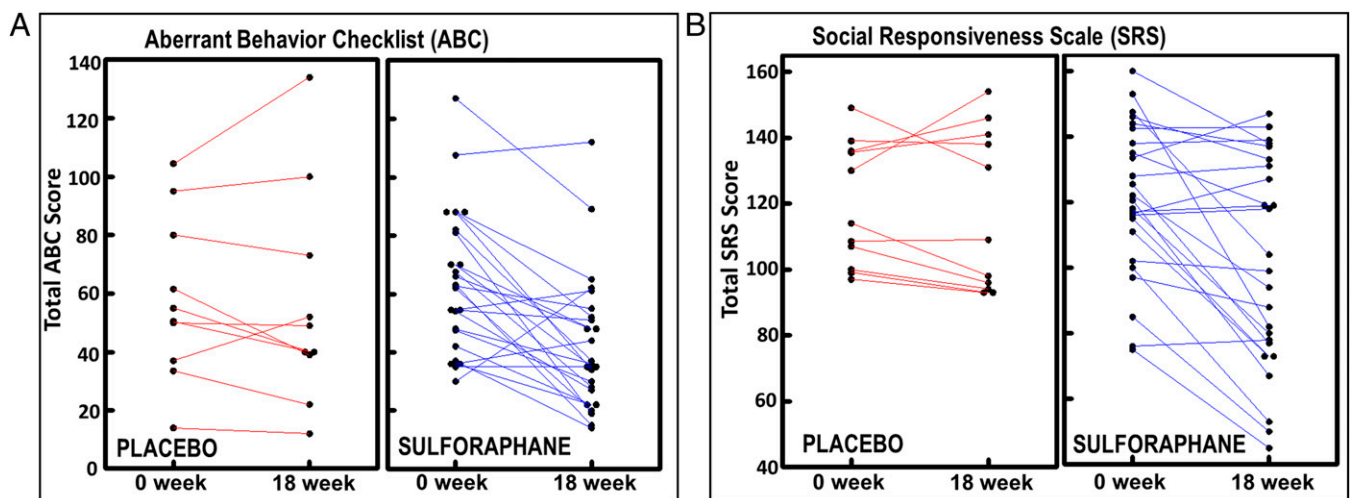 A
Aberrant Behavior Checklist (ABC)
140
120
100
80
60
40
20
0
Total ABC Score
PLACEBO
SULFORAPHANE
0 week
18 week
0 week
18 week
B
Social Responsiveness Scale (SRS)
160
140
120
100
80
60
40
Total SRS Score
PLACEBO
SULFORAPHANE
0 week
18 week
0 week
18 week